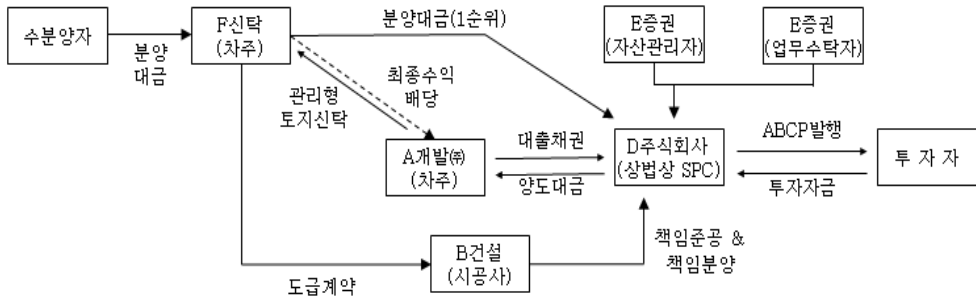 수분양자
분양
대금
F신탁
(차주)
분양대금(1순위)
E증권
(자산관리자)
E증권
(업무수탁자)
최종수익
배당
관리형
토지신탁
A개발㈜
(차주)
대출채권
양도대금
D주식회사
(상법상 SPC)
ABCP발행
투자자금
투 자 자
B건설
(시공사)
도급계약
책임준공 &
책임분양